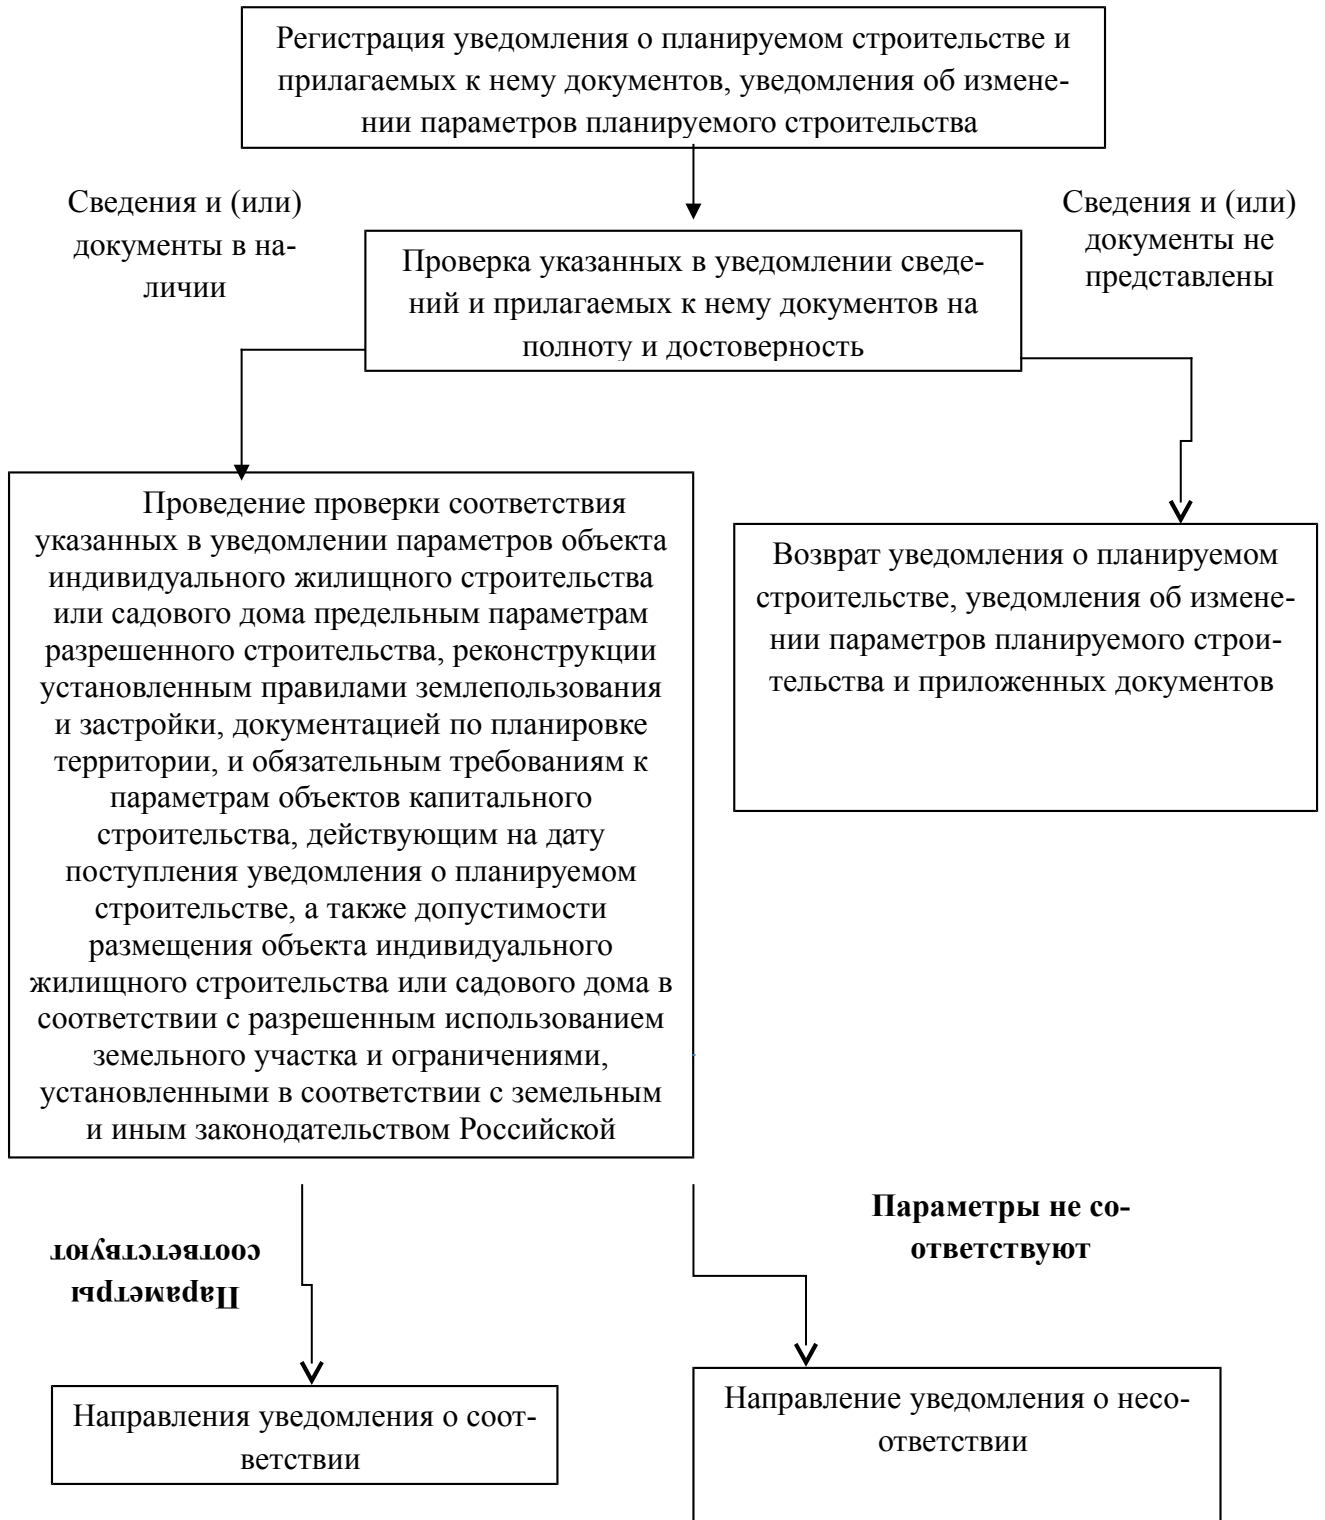 Регистрация уведомления о планируемом строительстве и
прилагаемых к нему документов, уведомления об измене-
нии параметров планируемого строительства
Сведения и (или)
документы в на-
личии
Сведения и (или)
документы не
представлены
Проверка указанных в уведомлении сведе-
ний и прилагаемых к нему документов на
полноту и достоверность
Проведение проверки соответствия
указанных в уведомлении параметров объекта
индивидуального жилищного строительства
или садового дома предельным параметрам
разрешенного строительства, реконструкции
установленным правилами землепользования
и застройки, документацией по планировке
территории, и обязательным требованиям к
параметрам объектов капитального
строительства, действующим на дату
поступления уведомления о планируемом
строительстве, а также допустимости
размещения объекта индивидуального
жилищного строительства или садового дома в
соответствии с разрешенным использованием
земельного участка и ограничениями,
установленными в соответствии с земельным
и иным законодательством Российской
Возврат уведомления о планируемом
строительстве, уведомления об измене-
нии параметров планируемого строи-
тельства и приложенных документов
Параметры
соответствуют
Параметры не со-
ответствуют
Направления уведомления о соот-
ветствии
Направление уведомления о несо-
ответствии